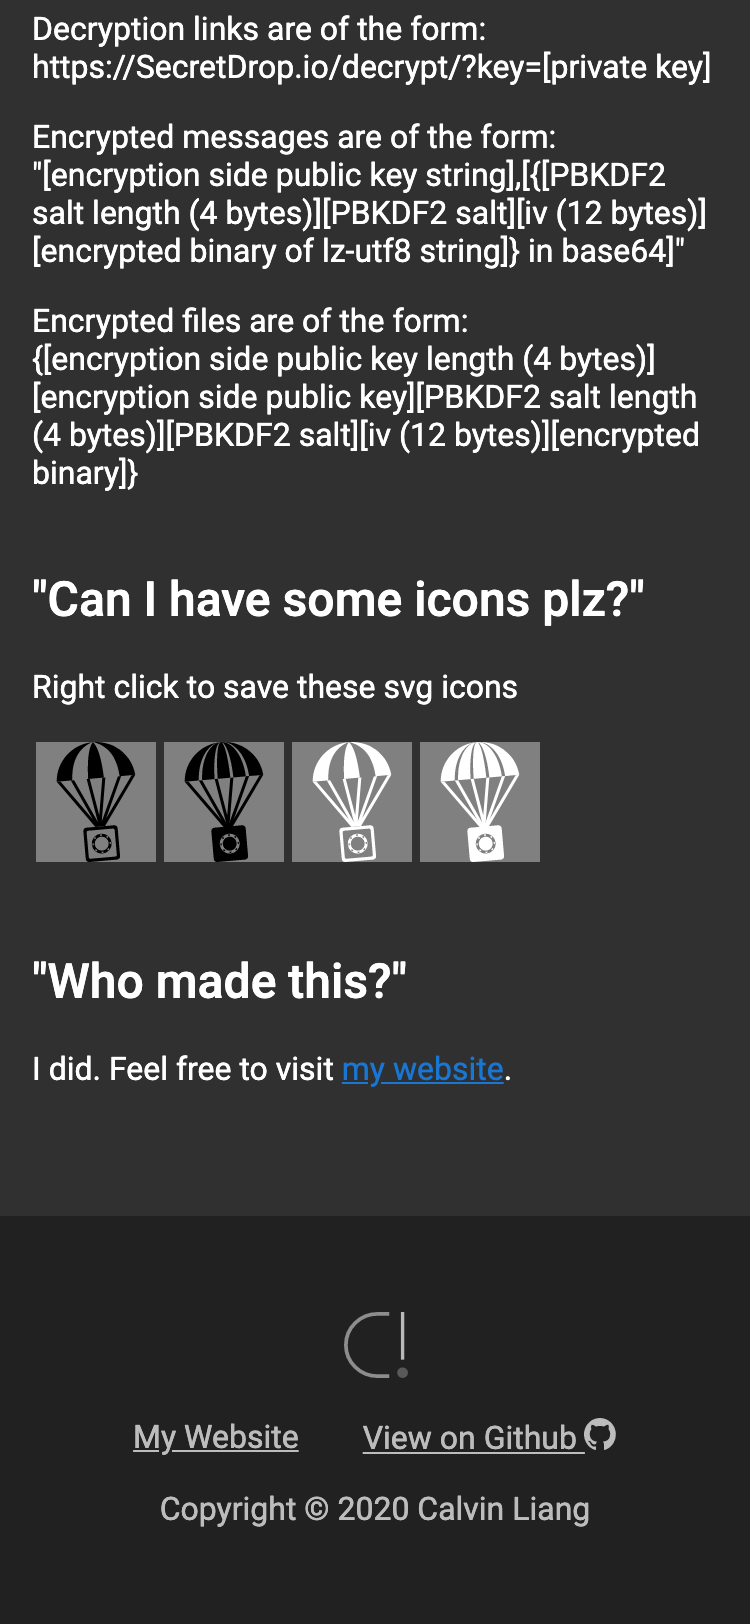 Decryption links are of the form:
https://SecretDrop.io/decrypt/?key=[private key]
Encrypted messages are of the form:
"[encryption side public key string],[{[PBKDF2
salt length (4 bytes)][PBKDF2 salt][iv (12 bytes)]
[encrypted binary of lz-utf8 string]} in base64]"
Encrypted files are of the form:
{[encryption side public key length (4 bytes)]
[encryption side public key][PBKDF2 salt length
(4 bytes)][PBKDF2 salt][iv (12 bytes)][encrypted
binary]}
"Can I have some icons plz?"
Right click to save these svg icons
"Who made this?"
I did. Feel free to visit my website.
C!
My Website View on Github
Copyright © 2020 Calvin Liang